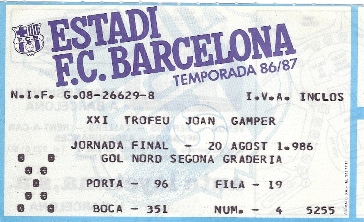 ESTADI
F.C. BARCELONA
TEMPORADA 86/87
N.I.F. G.08-26629-8 I.V.A. INCLOS
XXI TROFEU JOAN GAMPER
JORNADA FINAL - 20 AGOST 1.986
GOL NORD SEGONA GRADERIA
PORTA - 96 FILA - 19
BOCA - 351 NUM. - 4 5255